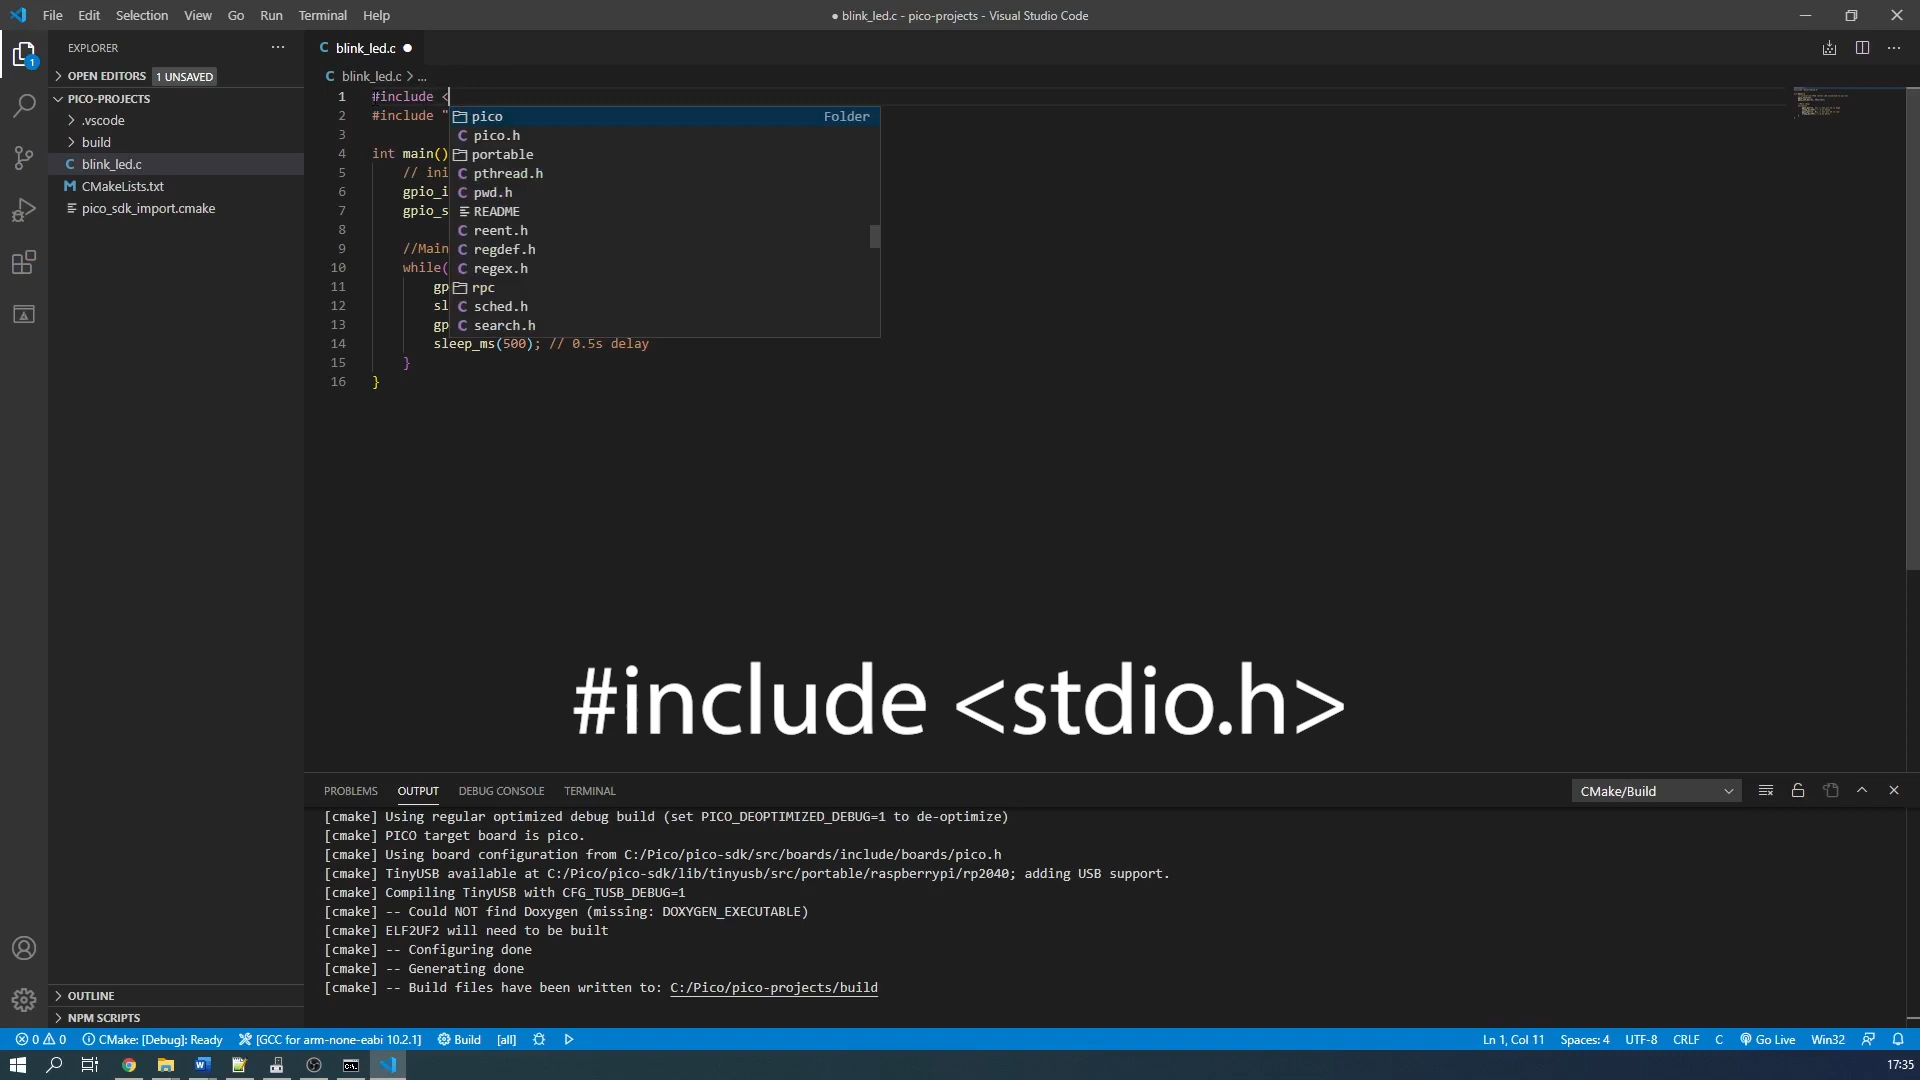 File Edit Selection View Go Run Terminal Help
● blink_led.c - pico-projects - Visual Studio Code
EXPLORER
OPEN EDITORS 1 UNSAVED
PICO-PROJECTS
.vscode
build
C blink_led.c
M CMakeLists.txt
pico_sdk_import.cmake
OUTLINE
NPM SCRIPTS
1
C blink_led.c ●
C blink_led.c > ...
1 #include <
2 #include "
3
4 int main()
5 // ini
6 gpio_i
7 gpio_s
8
9 //Main
10 while(
11 gp
12 sl
13 gp
14 sleep_ms(500); // 0.5s delay
15 }
16 }
pico Folder
C pico.h
portable
C pthread.h
C pwd.h
README
C reent.h
C regdef.h
C regex.h
rpc
C sched.h
C search.h
#include <stdio.h>
PROBLEMS OUTPUT DEBUG CONSOLE TERMINAL
CMake/Build
[cmake] Using regular optimized debug build (set PICO_DEOPTIMIZED_DEBUG=1 to de-optimize)
[cmake] PICO target board is pico.
[cmake] Using board configuration from C:/Pico/pico-sdk/src/boards/include/boards/pico.h
[cmake] TinyUSB available at C:/Pico/pico-sdk/lib/tinyusb/src/portable/raspberrypi/rp2040; adding USB support.
[cmake] Compiling TinyUSB with CFG_TUSB_DEBUG=1
[cmake] -- Could NOT find Doxygen (missing: DOXYGEN_EXECUTABLE)
[cmake] ELF2UF2 will need to be built
[cmake] -- Configuring done
[cmake] -- Generating done
[cmake] -- Build files have been written to: C:/Pico/pico-projects/build
0 0 CMake: [Debug]: Ready [GCC for arm-none-eabi 10.2.1] Build [all]
Ln 1, Col 11 Spaces: 4 UTF-8 CRLF C Go Live Win32
17:35